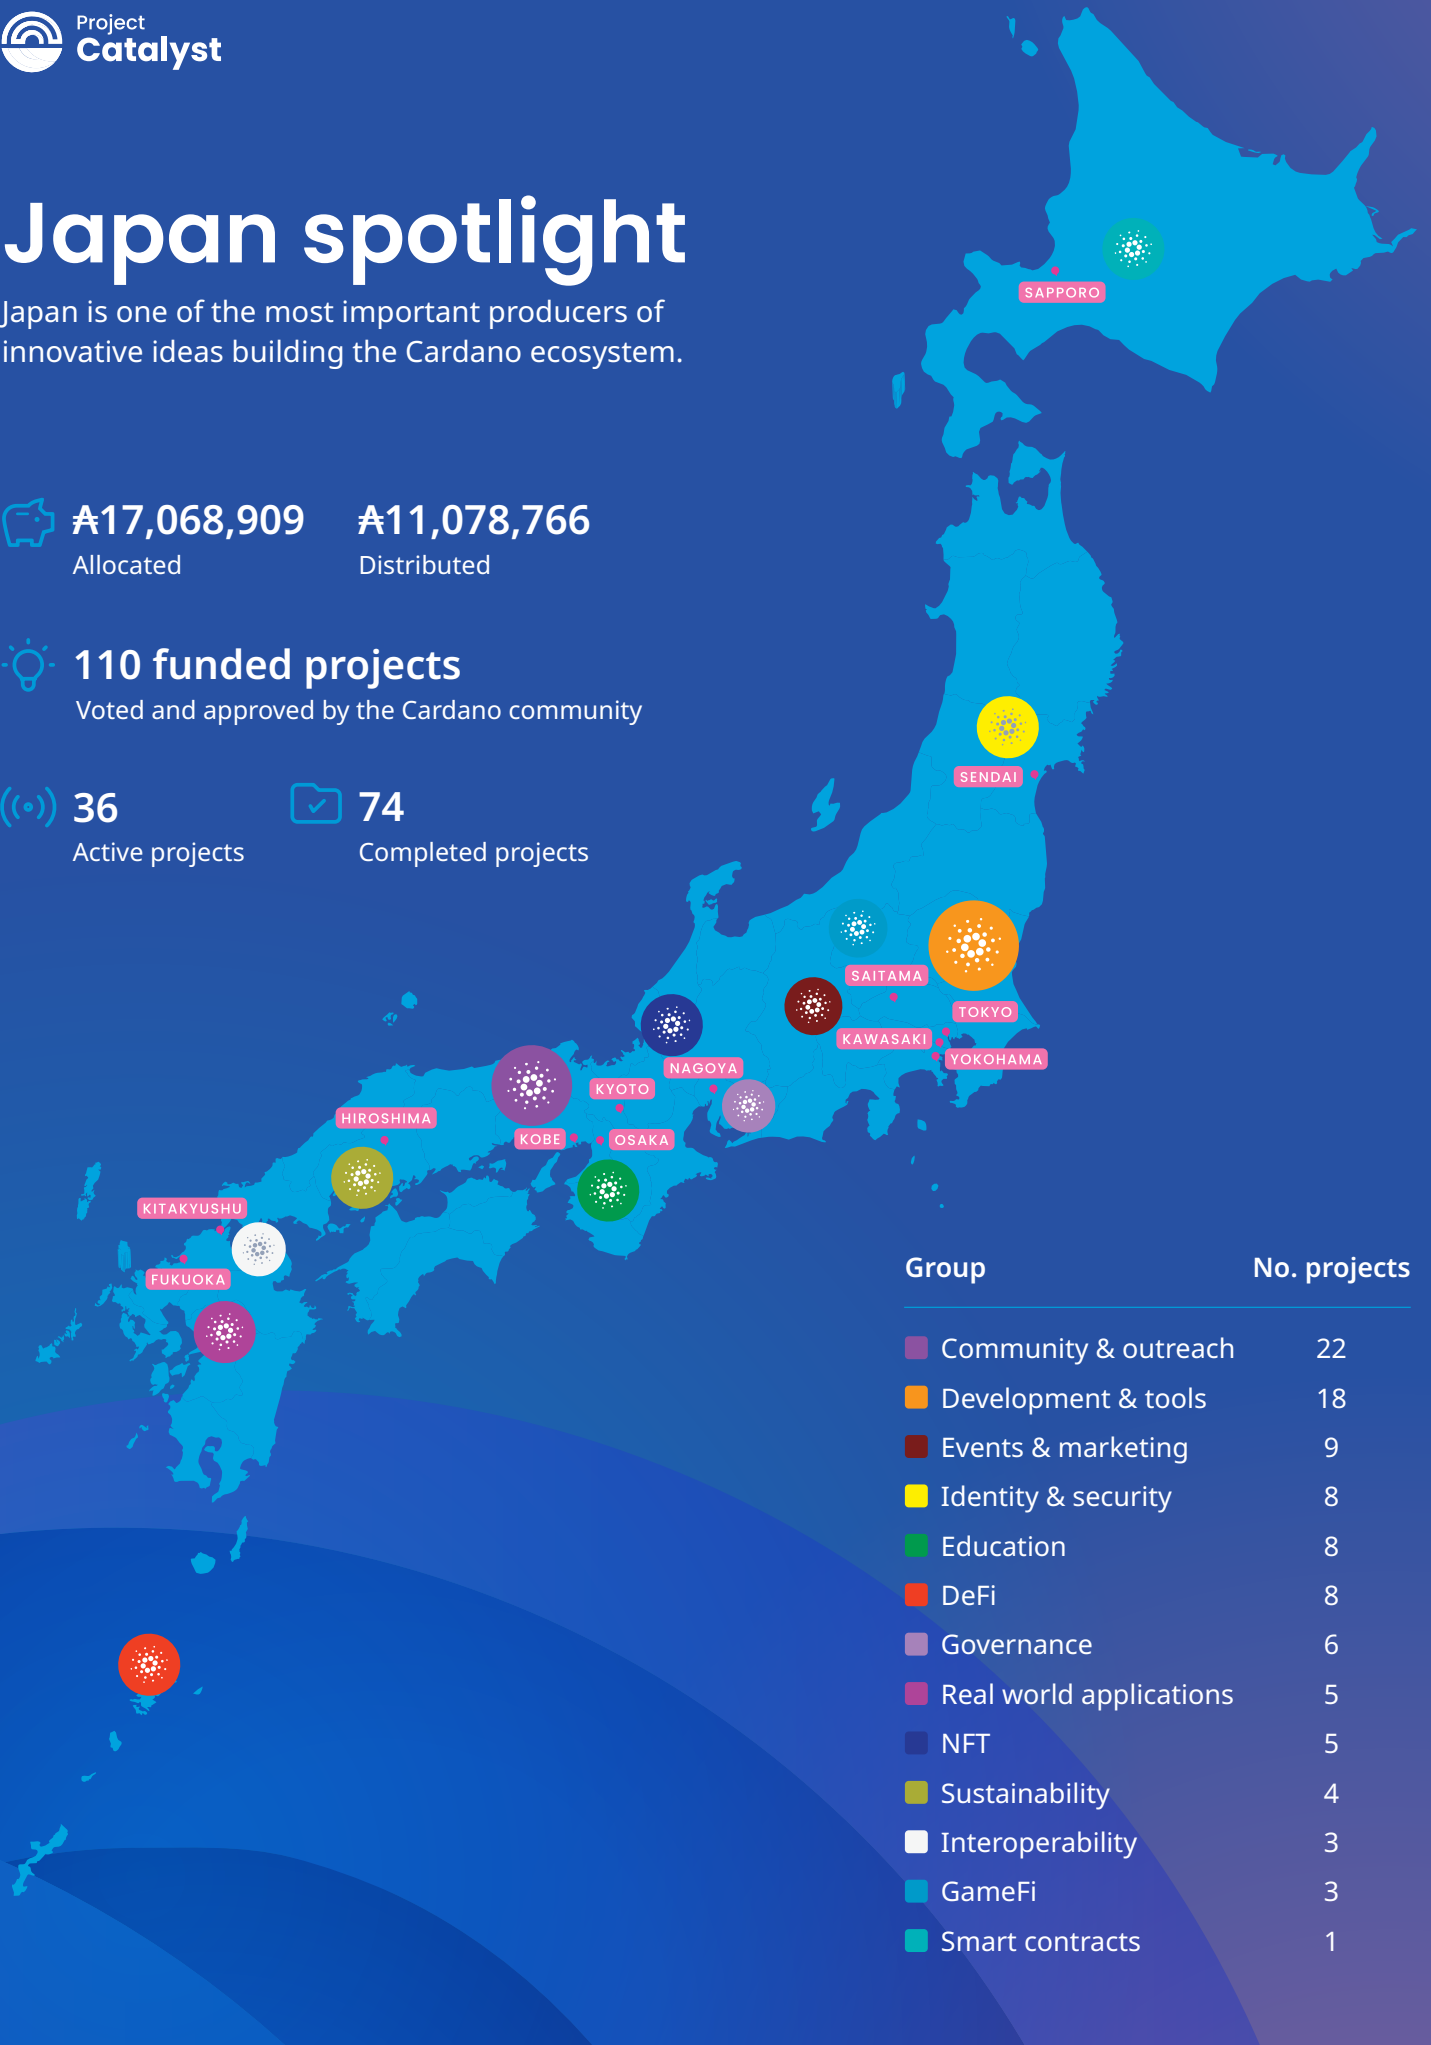 Project
Catalyst
Japan spotlight
Japan is one of the most important producers of
innovative ideas building the Cardano ecosystem.
₳17,068,909
Allocated
₳11,078,766
Distributed
110 funded projects
Voted and approved by the Cardano community
36
Active projects
74
Completed projects
SAPPORO
SENDAI
SAITAMA
TOKYO
KAWASAKI
YOKOHAMA
NAGOYA
KYOTO
HIROSHIMA
KOBE
OSAKA
KITAKYUSHU
FUKUOKA
Group No. projects
Community & outreach 22
Development & tools 18
Events & marketing 9
Identity & security 8
Education 8
DeFi 8
Governance 6
Real world applications 5
NFT 5
Sustainability 4
Interoperability 3
GameFi 3
Smart contracts 1